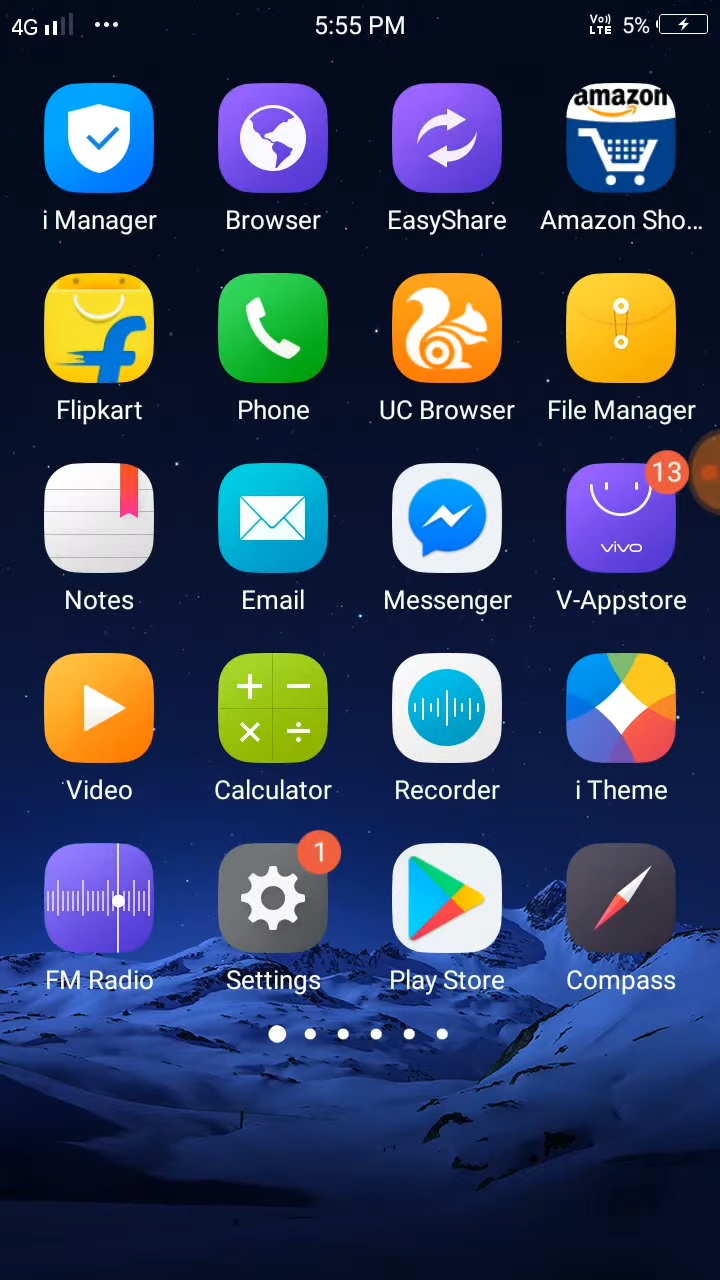 4G 5:55 PM Vo)) LTE 5%
amazon
i Manager Browser EasyShare Amazon Sho...
Flipkart Phone UC Browser File Manager
13
vivo
Notes Email Messenger V-Appstore
Video Calculator Recorder i Theme
1
FM Radio Settings Play Store Compass